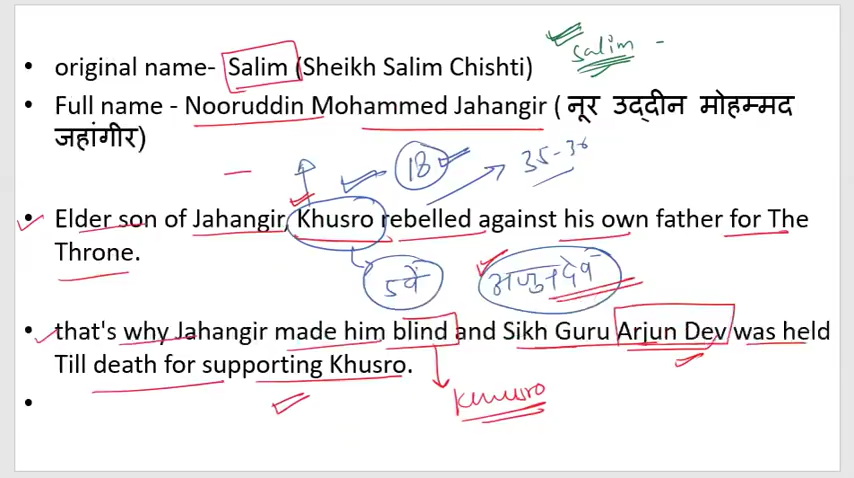 salim -
• original name- Salim (Sheikh Salim Chishti)
• Full name - Nooruddin Mohammed Jahangir ( नूर उद्दीन मोहम्मद
जहांगीर)
18
35-36
• Elder son of Jahangir, Khusro rebelled against his own father for The
Throne.
5वें
अर्जुनदेव
• that's why Jahangir made him blind and Sikh Guru Arjun Dev was held
Till death for supporting Khusro.
•
Khusro